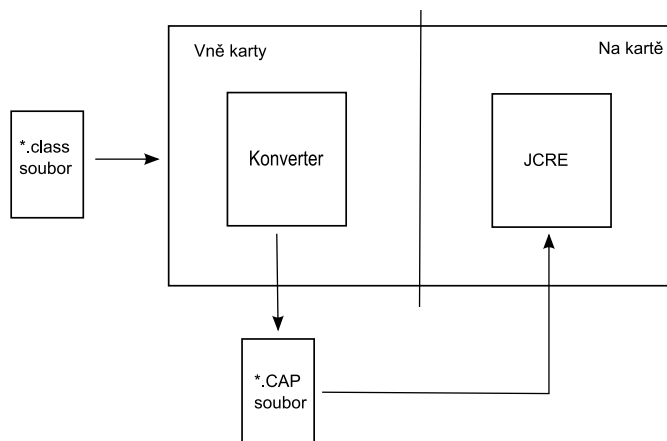 Vně karty
Na kartě
*.class
soubor
Konverter
JCRE
*.CAP
soubor